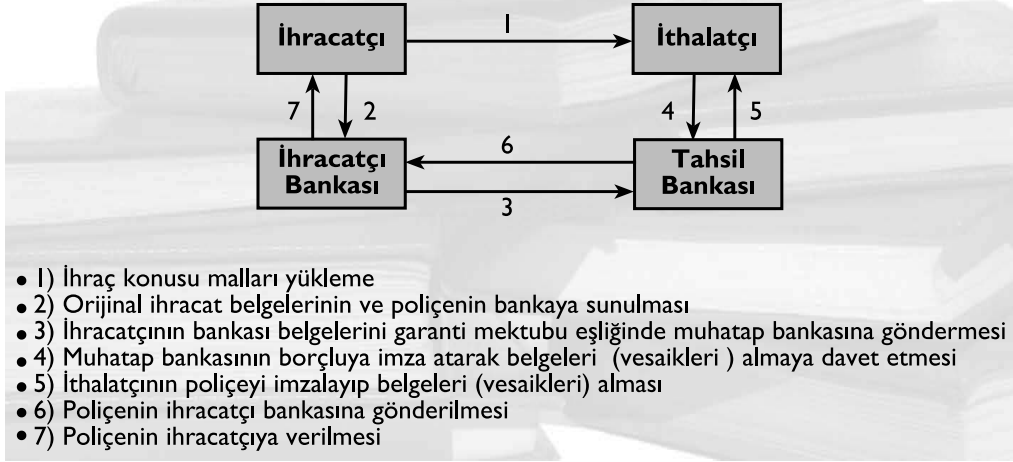 1
İhracatçı İthalatçı
7 2 4 5
6
İhracatçı Bankası
Tahsil Bankası
3
• 1) İhraç konusu malları yükleme
• 2) Orijinal ihracat belgelerinin ve poliçenin bankaya sunulması
• 3) İhracatçının bankası belgelerini garanti mektubu eşliğinde muhatap bankasına göndermesi
• 4) Muhatap bankasının borçluya imza atarak belgeleri (vesaikleri ) almaya davet etmesi
• 5) İthalatçının poliçeyi imzalayıp belgeleri (vesaikleri) alması
• 6) Poliçenin ihracatçı bankasına gönderilmesi
• 7) Poliçenin ihracatçıya verilmesi